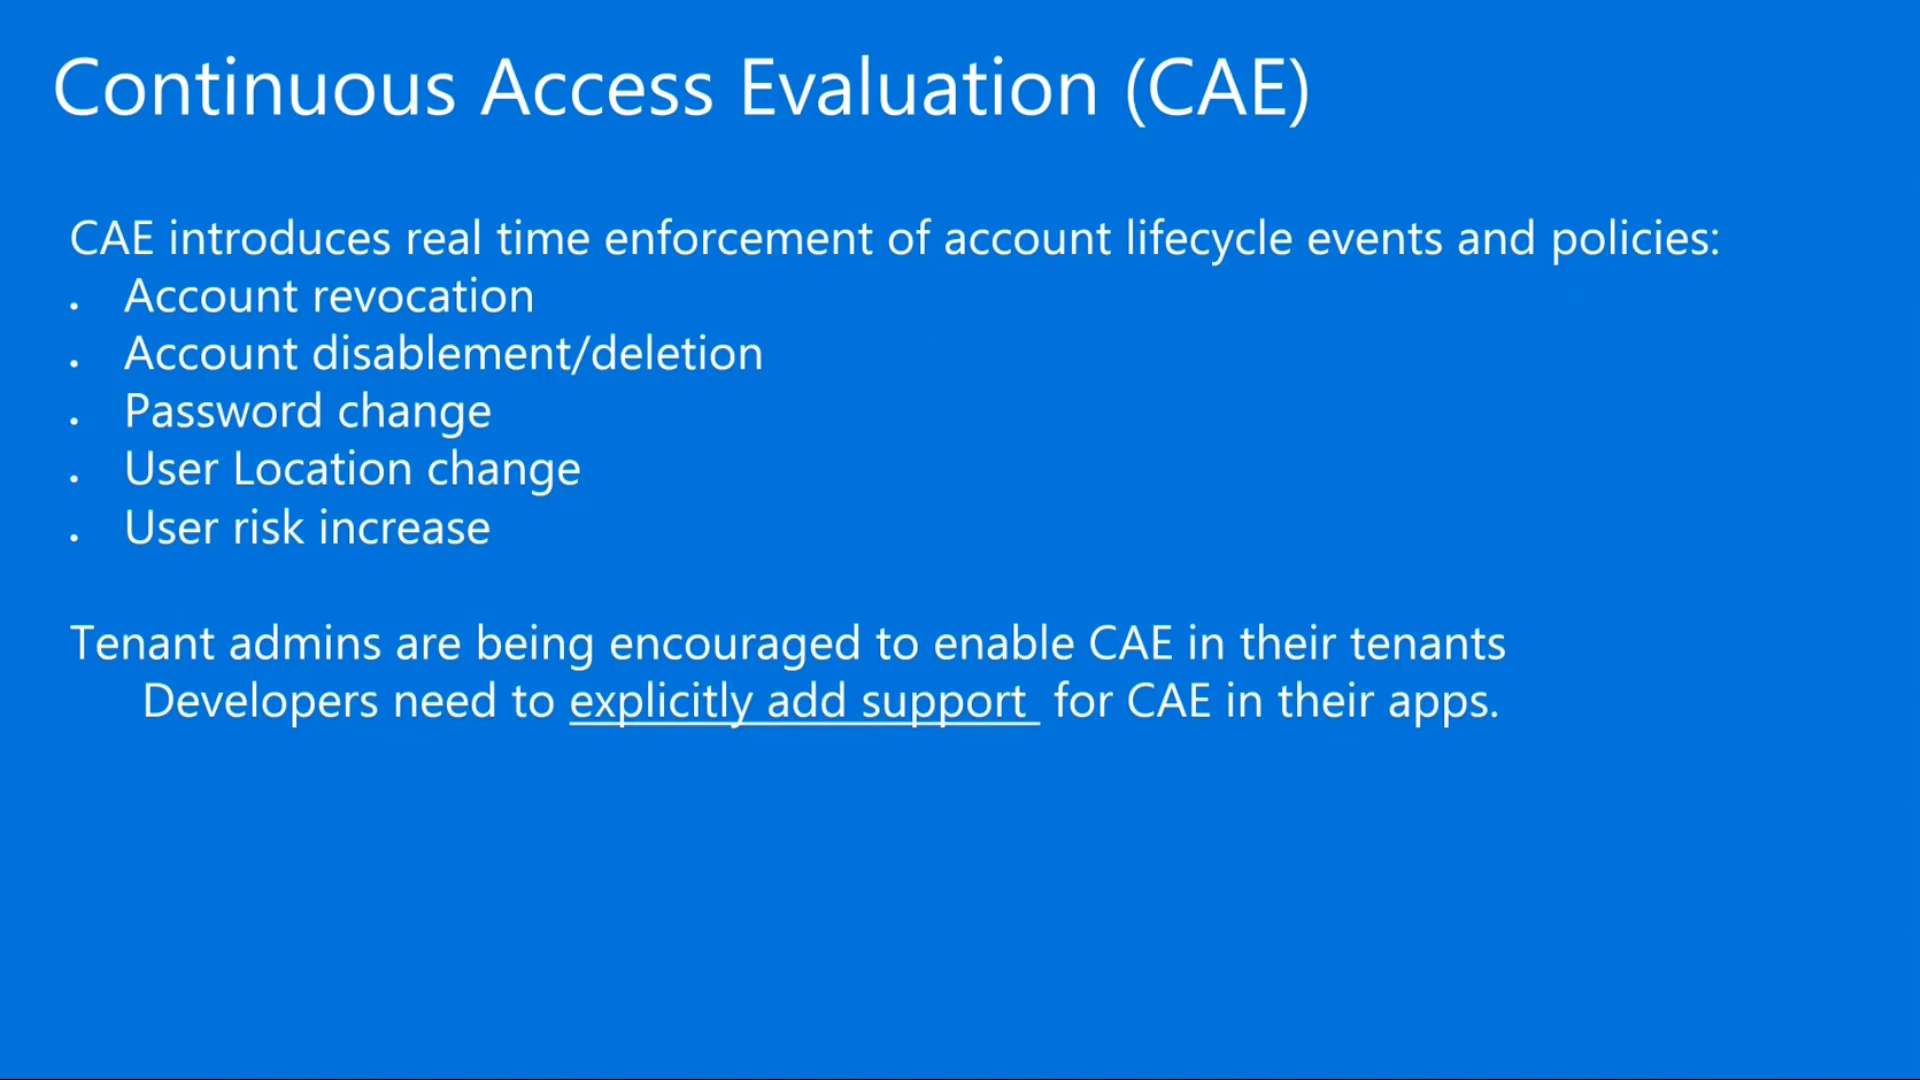 Continuous Access Evaluation (CAE)
CAE introduces real time enforcement of account lifecycle events and policies:
• Account revocation
• Account disablement/deletion
• Password change
• User Location change
• User risk increase
Tenant admins are being encouraged to enable CAE in their tenants
Developers need to explicitly add support for CAE in their apps.